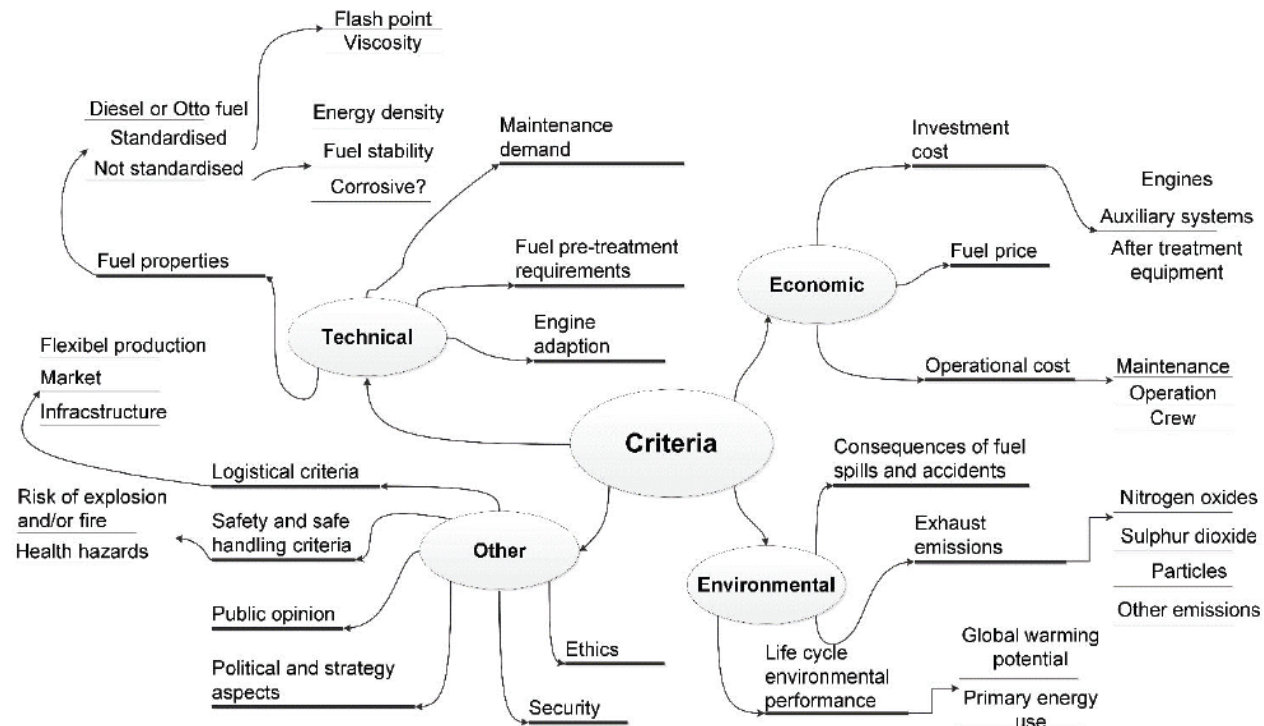 Flash point
Viscosity
Diesel or Otto fuel
Standardised
Not standardised
Energy density
Fuel stability
Corrosive?
Maintenance
demand
Fuel properties
Fuel pre-treatment
requirements
Technical
Engine
adaption
Investment
cost
Engines
Auxiliary systems
After treatment
equipment
Fuel price
Economic
Operational cost
Maintenance
Operation
Crew
Criteria
Flexibel production
Market
Infracstructure
Logistical criteria
Risk of explosion
and/or fire
Health hazards
Safety and safe
handling criteria
Other
Public opinion
Political and strategy
aspects
Ethics
Security
Consequences of fuel
spills and accidents
Exhaust
emissions
Nitrogen oxides
Sulphur dioxide
Particles
Other emissions
Environmental
Life cycle
environmental
performance
Global warming
potential
Primary energy
use